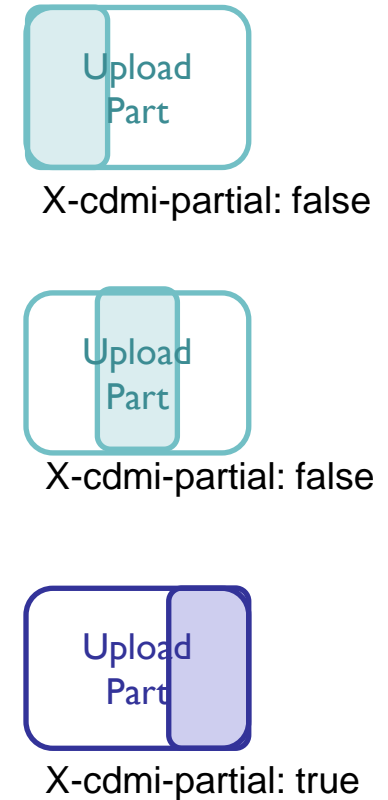 Upload
Part
X-cdmi-partial: false
Upload
Part
X-cdmi-partial: false
Upload
Part
X-cdmi-partial: true